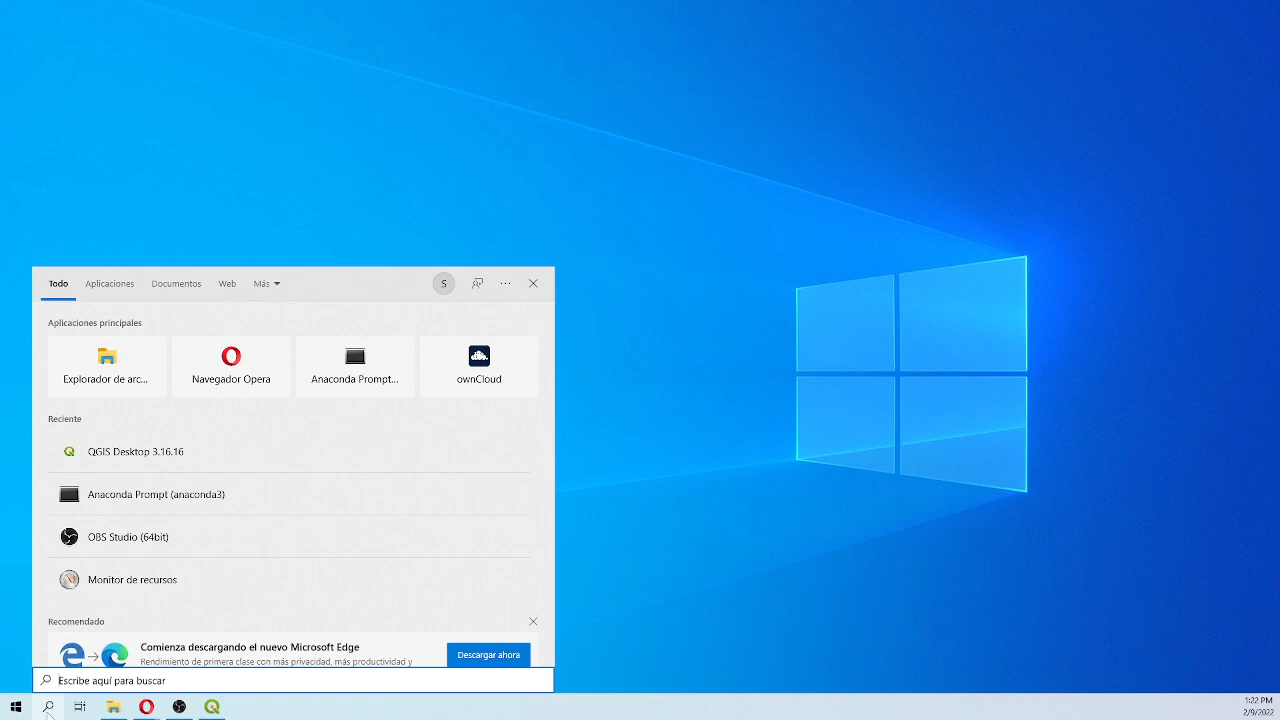 Todo Aplicaciones Documentos Web Más S ...
Aplicaciones principales
Explorador de arc... Navegador Opera Anaconda Prompt... ownCloud
Reciente
QGIS Desktop 3.16.16
Anaconda Prompt (anaconda3)
OBS Studio (64bit)
Monitor de recursos
Recomendado
Comienza descargando el nuevo Microsoft Edge
Rendimiento de primera clase con más privacidad, más productividad y
Descargar ahora
Escribe aquí para buscar
1:22 PM
2/9/2022